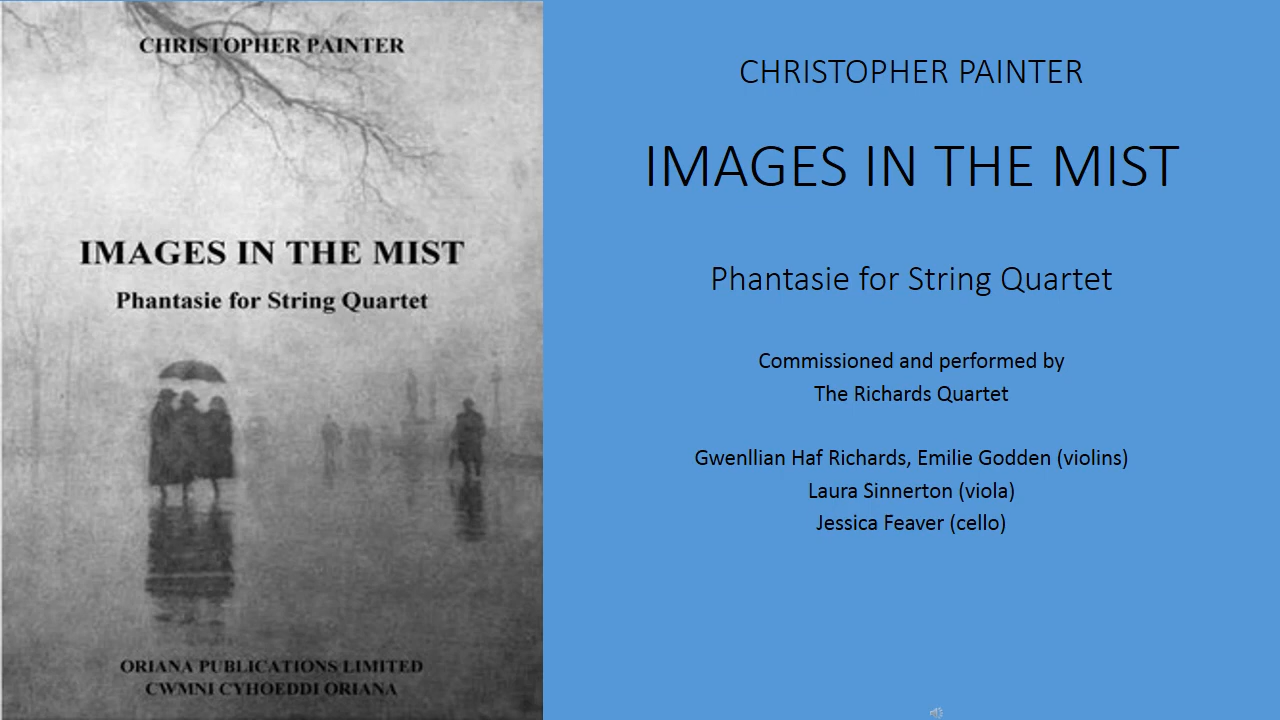 CHRISTOPHER PAINTER
IMAGES IN THE MIST
Phantasie for String Quartet
ORIANA PUBLICATIONS LIMITED
CWMNI CYHOEDDI ORIANA
CHRISTOPHER PAINTER
IMAGES IN THE MIST
Phantasie for String Quartet
Commissioned and performed by
The Richards Quartet
Gwenllian Haf Richards, Emilie Godden (violins)
Laura Sinnerton (viola)
Jessica Feaver (cello)